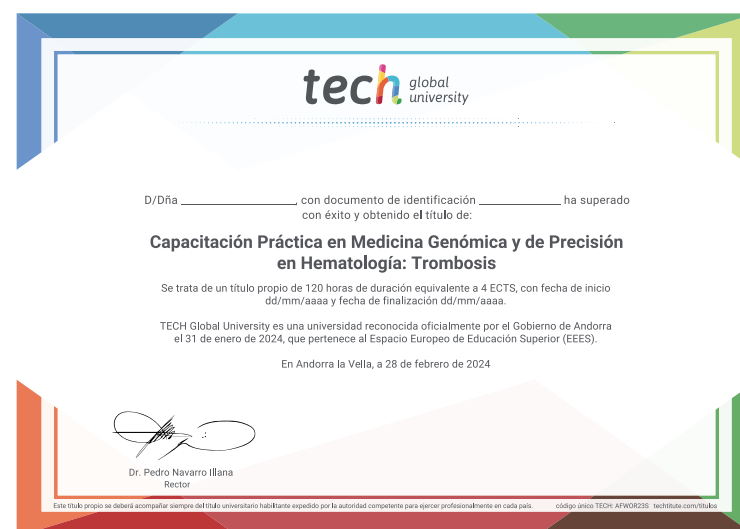 tech global university
D/Dña ______________, con documento de identificación __________ ha superado
con éxito y obtenido el título de:
Capacitación Práctica en Medicina Genómica y de Precisión
en Hematología: Trombosis
Se trata de un título propio de 120 horas de duración equivalente a 4 ECTS, con fecha de inicio
dd/mm/aaaa y fecha de finalización dd/mm/aaaa.
TECH Global University es una universidad reconocida oficialmente por el Gobierno de Andorra
el 31 de enero de 2024, que pertenece al Espacio Europeo de Educación Superior (EEES).
En Andorra la Vella, a 28 de febrero de 2024
Dr. Pedro Navarro Illana
Rector
Este título propio se deberá acompañar siempre del título universitario habilitante expedido por la autoridad competente para ejercer profesionalmente en cada país. código único TECH: AFWOR23S techtitute.com/titulos